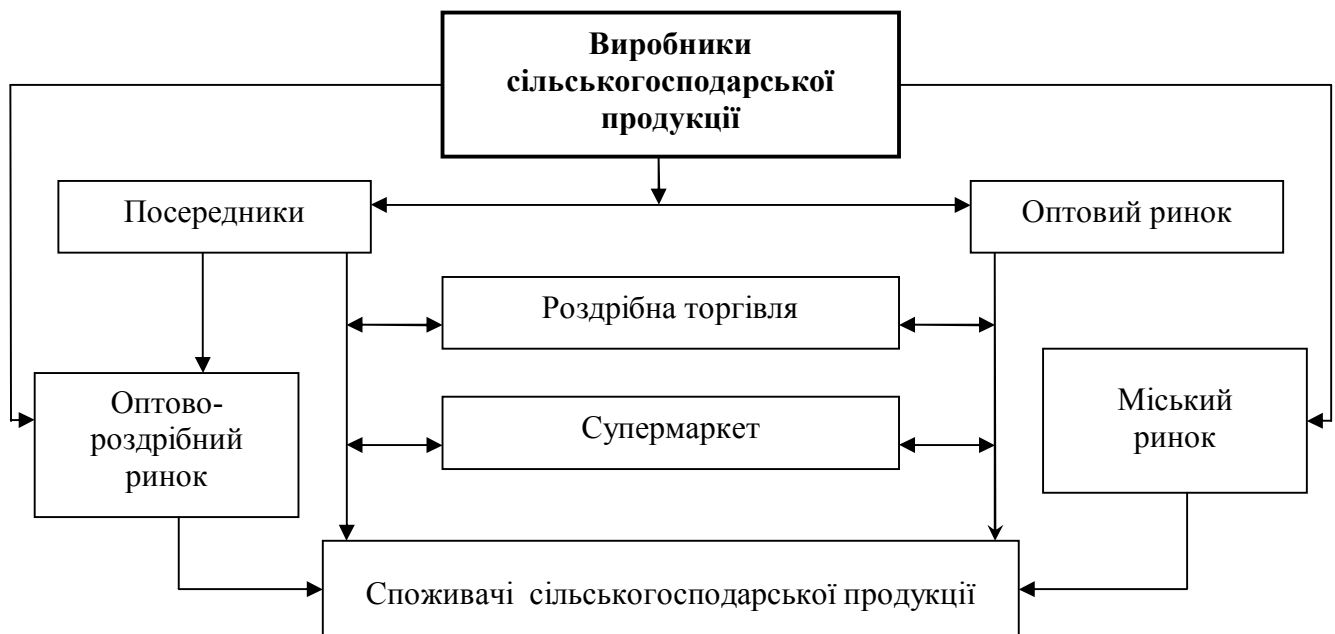 Виробники
сільськогосподарської
продукції
Посередники
Оптовий ринок
Роздрібна торгівля
Оптово-
роздрібний
ринок
Супермаркет
Міський
ринок
Споживачі сільськогосподарської продукції